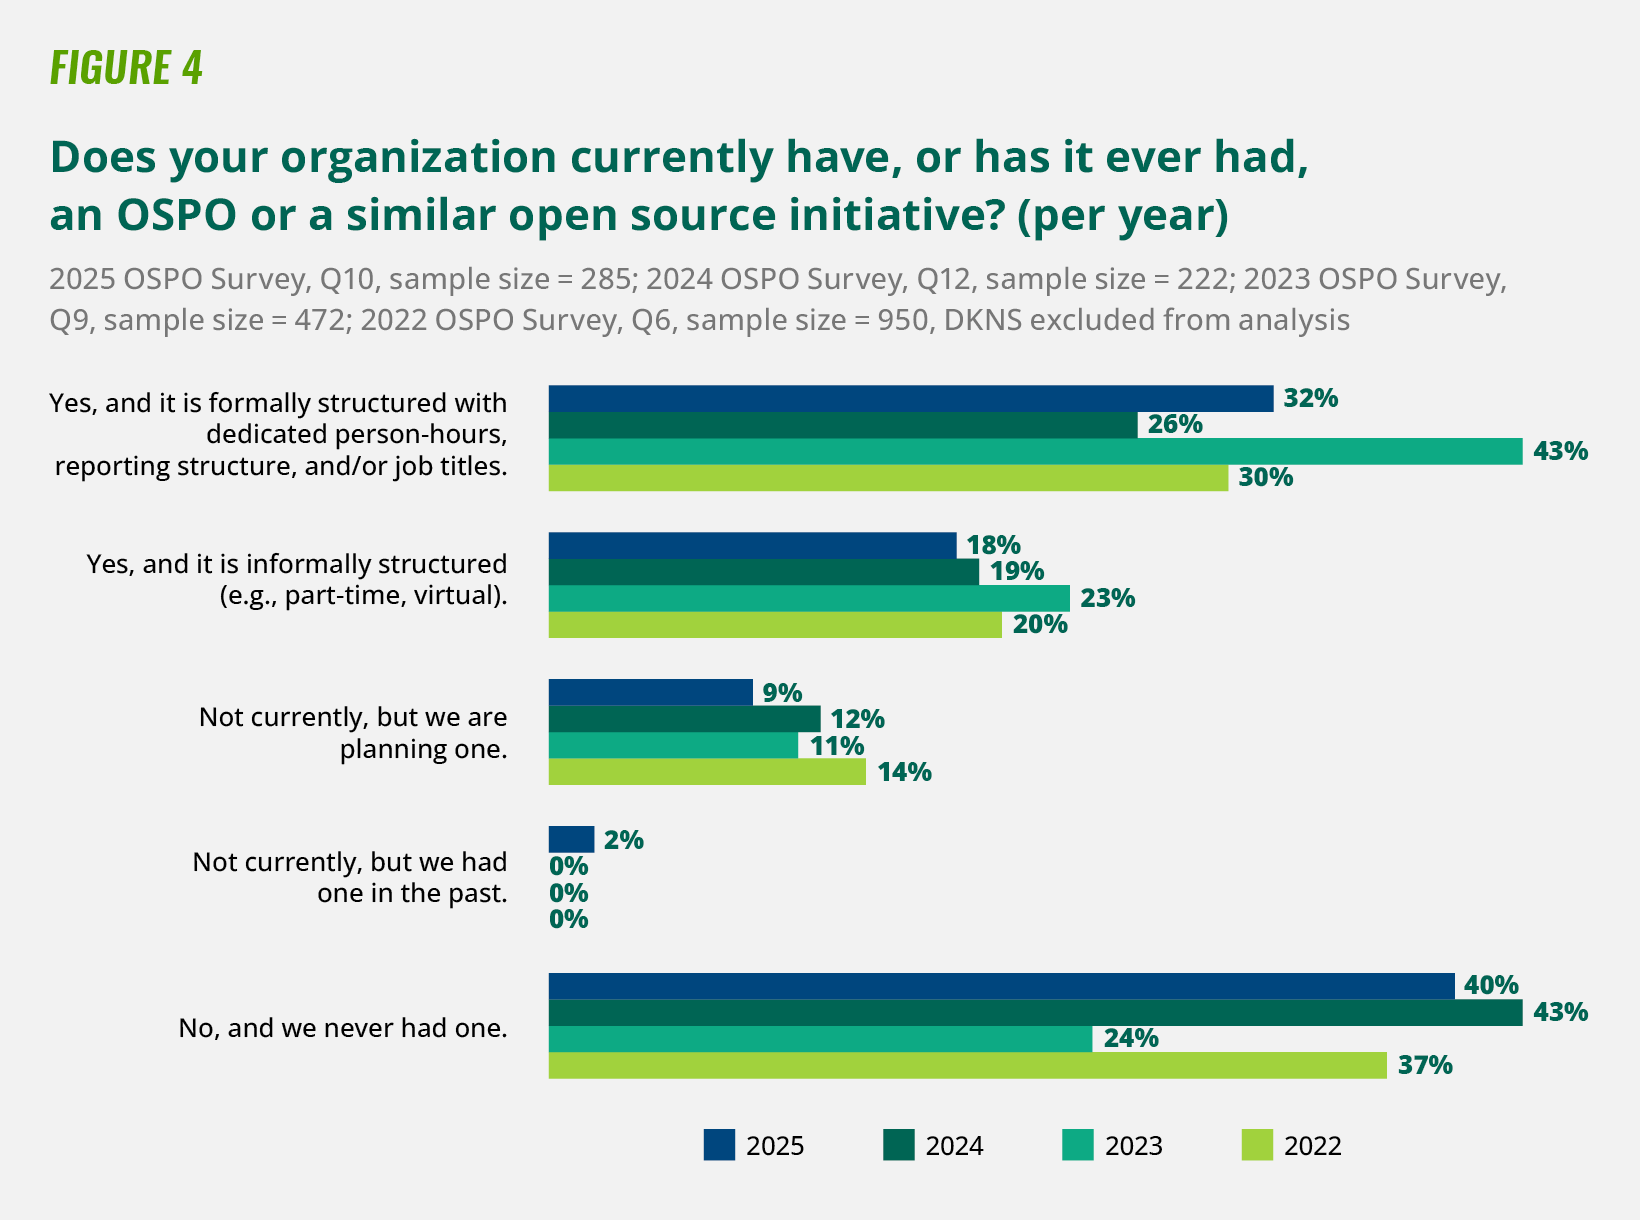 FIGURE 4
Does your organization currently have, or has it ever had,
an OSPO or a similar open source initiative? (per year)
2025 OSPO Survey, Q10, sample size = 285; 2024 OSPO Survey, Q12, sample size = 222; 2023 OSPO Survey,
Q9, sample size = 472; 2022 OSPO Survey, Q6, sample size = 950, DKNS excluded from analysis
Yes, and it is formally structured with
dedicated person-hours,
reporting structure, and/or job titles.
32%
26%
43%
30%
Yes, and it is informally structured
(e.g., part-time, virtual).
18%
19%
23%
20%
Not currently, but we are
planning one.
9%
12%
11%
14%
Not currently, but we had
one in the past.
2%
0%
0%
0%
No, and we never had one.
40%
43%
24%
37%
2025
2024
2023
2022